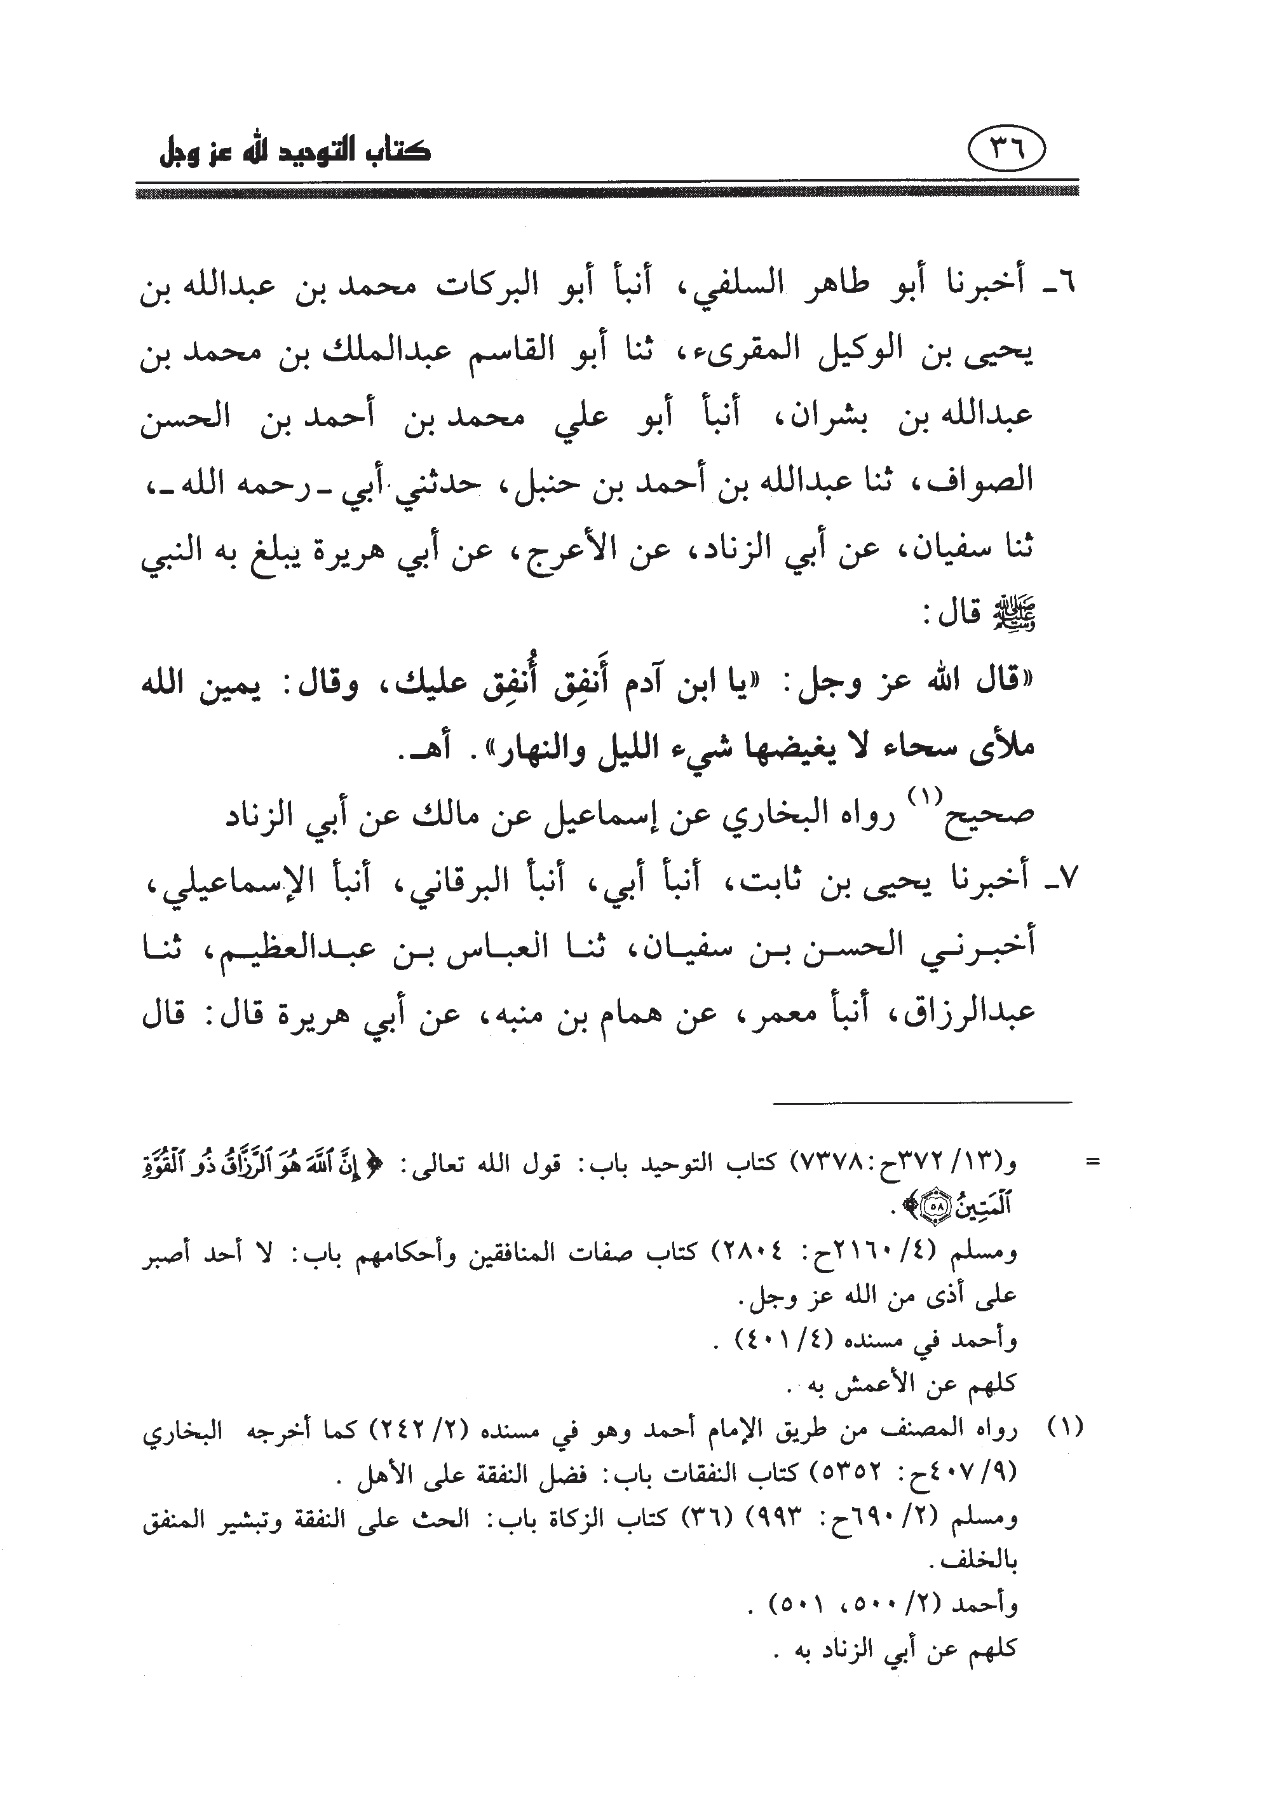 ٣٦
كتاب التوحيد لله عز وجل
٦ـ أخبرنا أبو طاهر السلفي، أنبأ أبو البركات محمد بن عبدالله بن
يحيى بن الوكيل المقرىء، ثنا أبو القاسم عبدالملك بن محمد بن
عبدالله بن بشران، أنبأ أبو علي محمد بن أحمد بن الحسن
الصواف، ثنا عبدالله بن أحمد بن حنبل، حدثني أبي ـ رحمه الله ـ،
ثنا سفيان، عن أبي الزناد، عن الأعرج، عن أبي هريرة يبلغ به النبي
ﷺ قال:
«قال الله عز وجل: «يا ابن آدم أَنفِق أُنفِق عليك، وقال: يمين الله
ملأى سحاء لا يغيضها شيء الليل والنهار». أهـ.
صحيح(١) رواه البخاري عن إسماعيل عن مالك عن أبي الزناد
٧ـ أخبرنا يحيى بن ثابت، أنبأ أبي، أنبأ البرقاني، أنبأ الإسماعيلي،
أخبرني الحسن بن سفيان، ثنا العباس بن عبدالعظيم، ثنا
عبدالرزاق، أنبأ معمر، عن همام بن منبه، عن أبي هريرة قال: قال
= و(١٣/ ٣٧٢ح:٧٣٧٨) كتاب التوحيد باب: قول الله تعالى: ﴿إِنَّ ٱللَّهَ هُوَ ٱلرَّزَّاقُ ذُو ٱلْقُوَّةِ
ٱلْمَتِينُ ٥٨﴾.
ومسلم (٤/ ٢١٦٠ح: ٢٨٠٤) كتاب صفات المنافقين وأحكامهم باب: لا أحد أصبر
على أذى من الله عز وجل.
وأحمد في مسنده (٤/ ٤٠١) .
كلهم عن الأعمش به .
(١) رواه المصنف من طريق الإمام أحمد وهو في مسنده (٢/ ٢٤٢) كما أخرجه البخاري
(٩/ ٤٠٧ح: ٥٣٥٢) كتاب النفقات باب: فضل النفقة على الأهل .
ومسلم (٢/ ٦٩٠ح: ٩٩٣) (٣٦) كتاب الزكاة باب: الحث على النفقة وتبشير المنفق
بالخلف.
وأحمد (٢/ ٥٠٠، ٥٠١) .
كلهم عن أبي الزناد به .